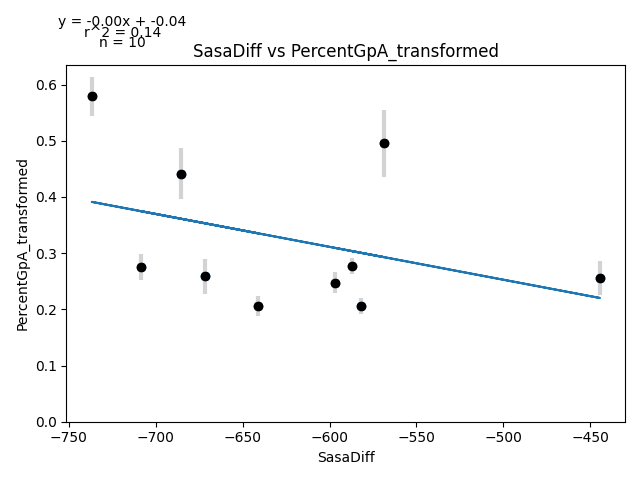 y = -0.00x + -0.04
r^2 = 0.14
n = 10
SasaDiff vs PercentGpA_transformed
PercentGpA_transformed
0.6
0.5
0.4
0.3
0.2
0.1
0.0
−750 −700 −650 −600 −550 −500 −450
SasaDiff